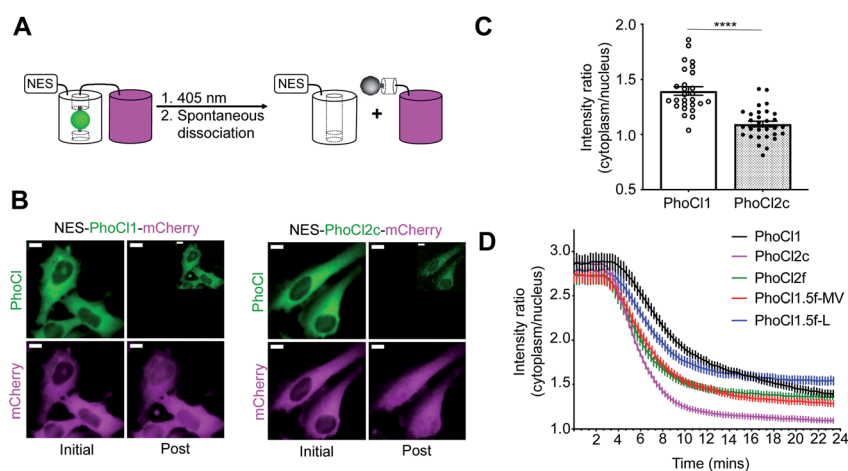 A
NES
1. 405 nm
2. Spontaneous
dissociation
NES
+
B
NES-PhoCl1-mCherry
NES-PhoCl2c-mCherry
PhoCl
mCherry
Initial
Post
PhoCl
mCherry
Initial
Post
C
Intensity ratio
(cytoplasm/nucleus)
2.0
1.5
1.0
0.5
****
PhoCl1
PhoCl2c
D
Intensity ratio
(cytoplasm/nucleus)
3.0
2.5
2.0
1.5
1.0
PhoCl1
PhoCl2c
PhoCl2f
PhoCl1.5f-MV
PhoCl1.5f-L
2 4 6 8 10 12 14 16 18 20 22 24
Time (mins)